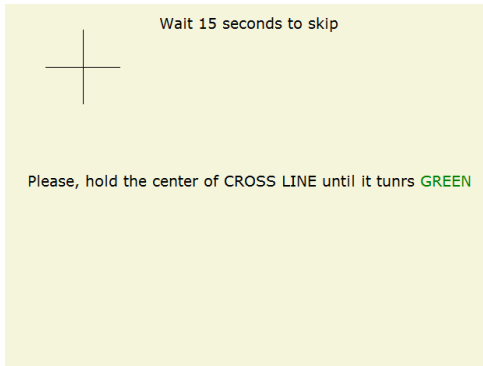 Wait 15 seconds to skip
Please, hold the center of CROSS LINE until it tunrs GREEN